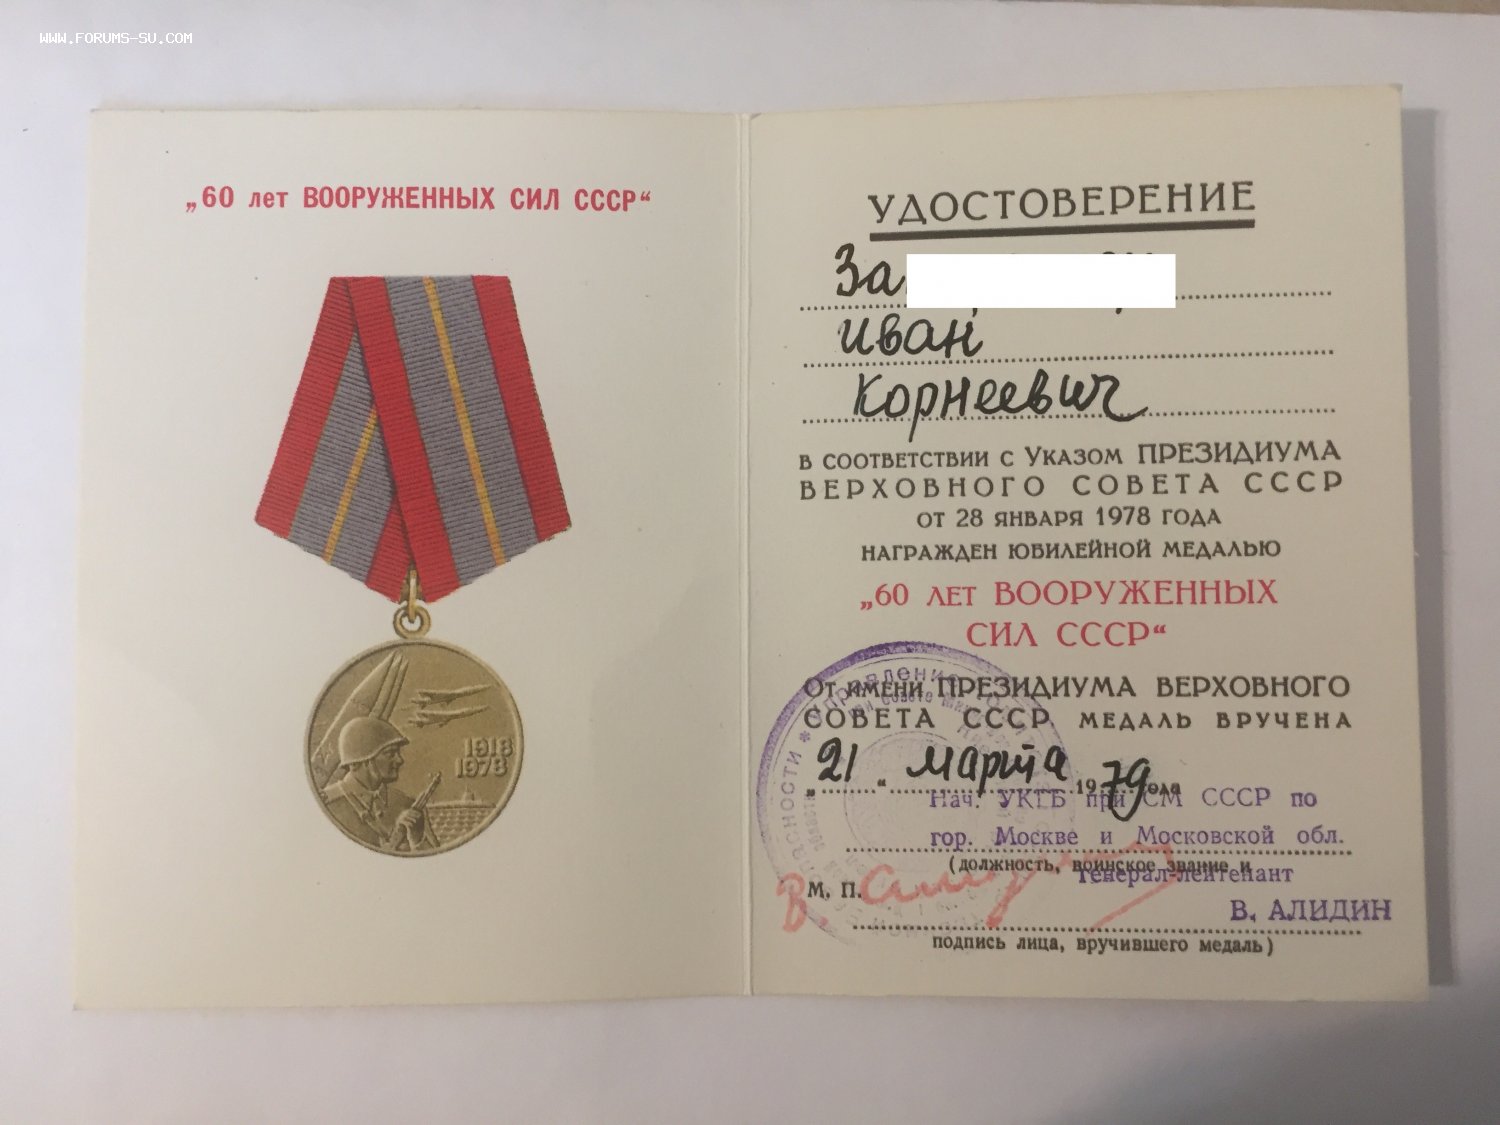 WWW.FORUMS-SU.COM
„60 лет ВООРУЖЕННЫХ СИЛ СССР“
1918
1978
УДОСТОВЕРЕНИЕ
За
Иван
Корнеевич
В СООТВЕТСТВИИ С УКАЗОМ ПРЕЗИДИУМА
ВЕРХОВНОГО СОВЕТА СССР
ОТ 28 ЯНВАРЯ 1978 ГОДА
НАГРАЖДЕН ЮБИЛЕЙНОЙ МЕДАЛЬЮ
„60 ЛЕТ ВООРУЖЕННЫХ
СИЛ СССР“
ОТ ИМЕНИ ПРЕЗИДИУМА ВЕРХОВНОГО
СОВЕТА СССР МЕДАЛЬ ВРУЧЕНА
„21“ марта 1979 года
Нач. УКГБ при СМ СССР по
гор. Москве и Московской обл.
(должность, воинское звание и
генерал-лейтенант
М. П.
В. АЛИДИН
подпись лица, вручившего медаль)